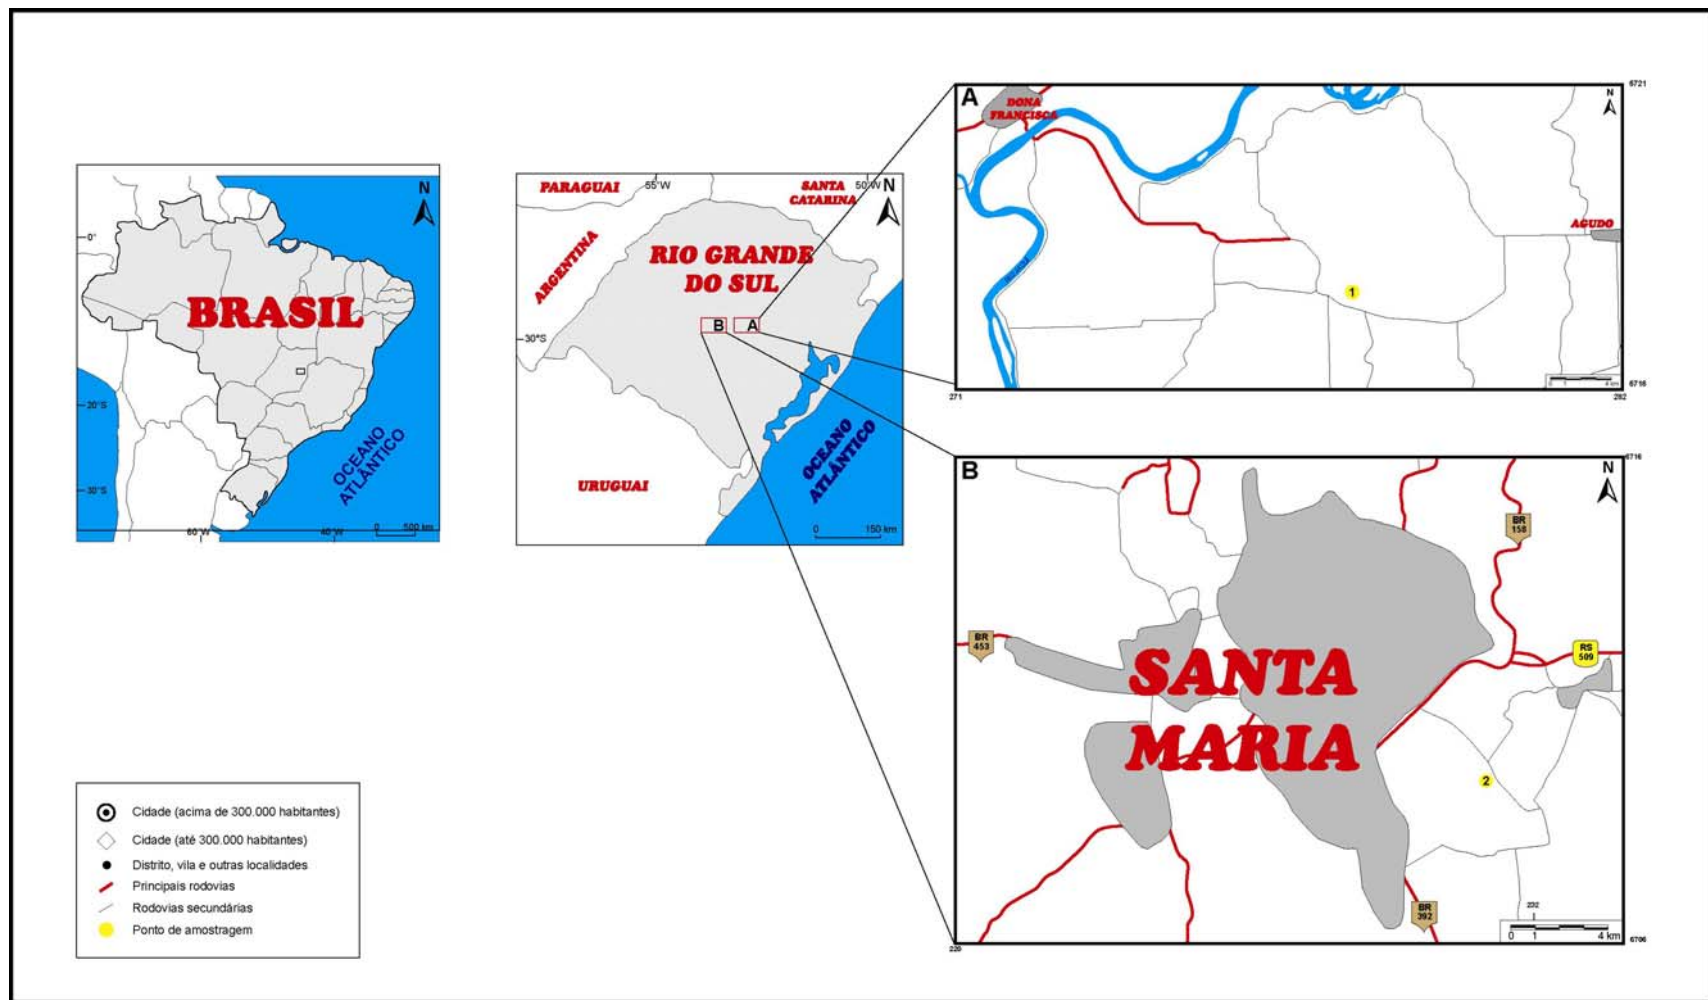 N
0°
BRASIL
20°S
30°S
60°W
40°W
OCEANO
ATLÂNTICO
0 500 km
PARAGUAI
55°W
SANTA
CATARINA
50°W
N
ARGENTINA
RIO GRANDE
DO SUL
B
A
30°S
URUGUAI
OCEANO
ATLÂNTICO
0 150 km
A
DONA
FRANCISCA
6721
N
AGUDO
1
0 1 4 km
6716
271
282
B
6716
N
BR
158
BR
453
RS
509
SANTA
MARIA
2
BR
392
232
0 1 4 km
220
6706
Cidade (acima de 300.000 habitantes)
Cidade (até 300.000 habitantes)
Distrito, vila e outras localidades
Principais rodovias
Rodovias secundárias
Ponto de amostragem